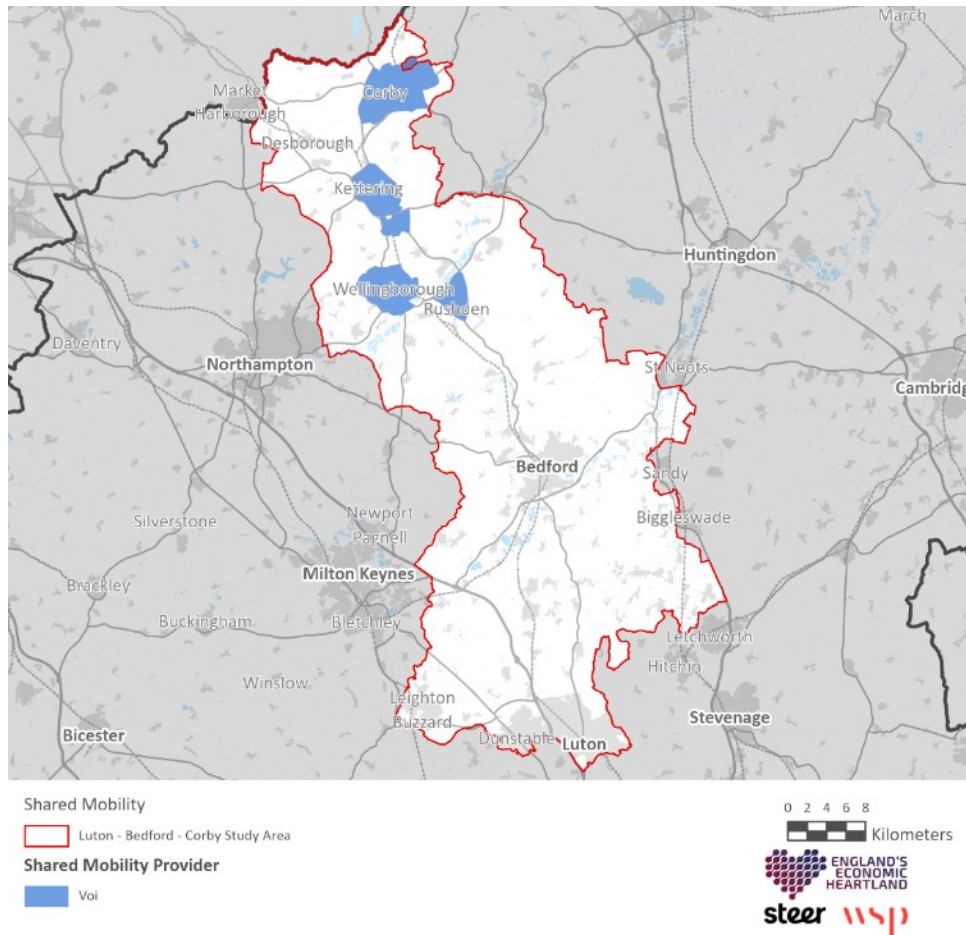 March
Market
Harborough
Corby
Desborough
Kettering
Huntingdon
Wellingborough
Rushden
Daventry
Northampton
St Neots
Cambridg
Bedford
Sandy
Silverstone
Newport
Pagnell
Biggleswade
Milton Keynes
Brackley
Buckingham
Bletchley
Letchworth
Hitchin
Winslow
Leighton
Buzzard
Stevenage
Bicester
Dunstable
Luton
Shared Mobility
Luton - Bedford - Corby Study Area
Shared Mobility Provider
Voi
0 2 4 6 8
Kilometers
ENGLAND'S
ECONOMIC
HEARTLAND
steer wsp